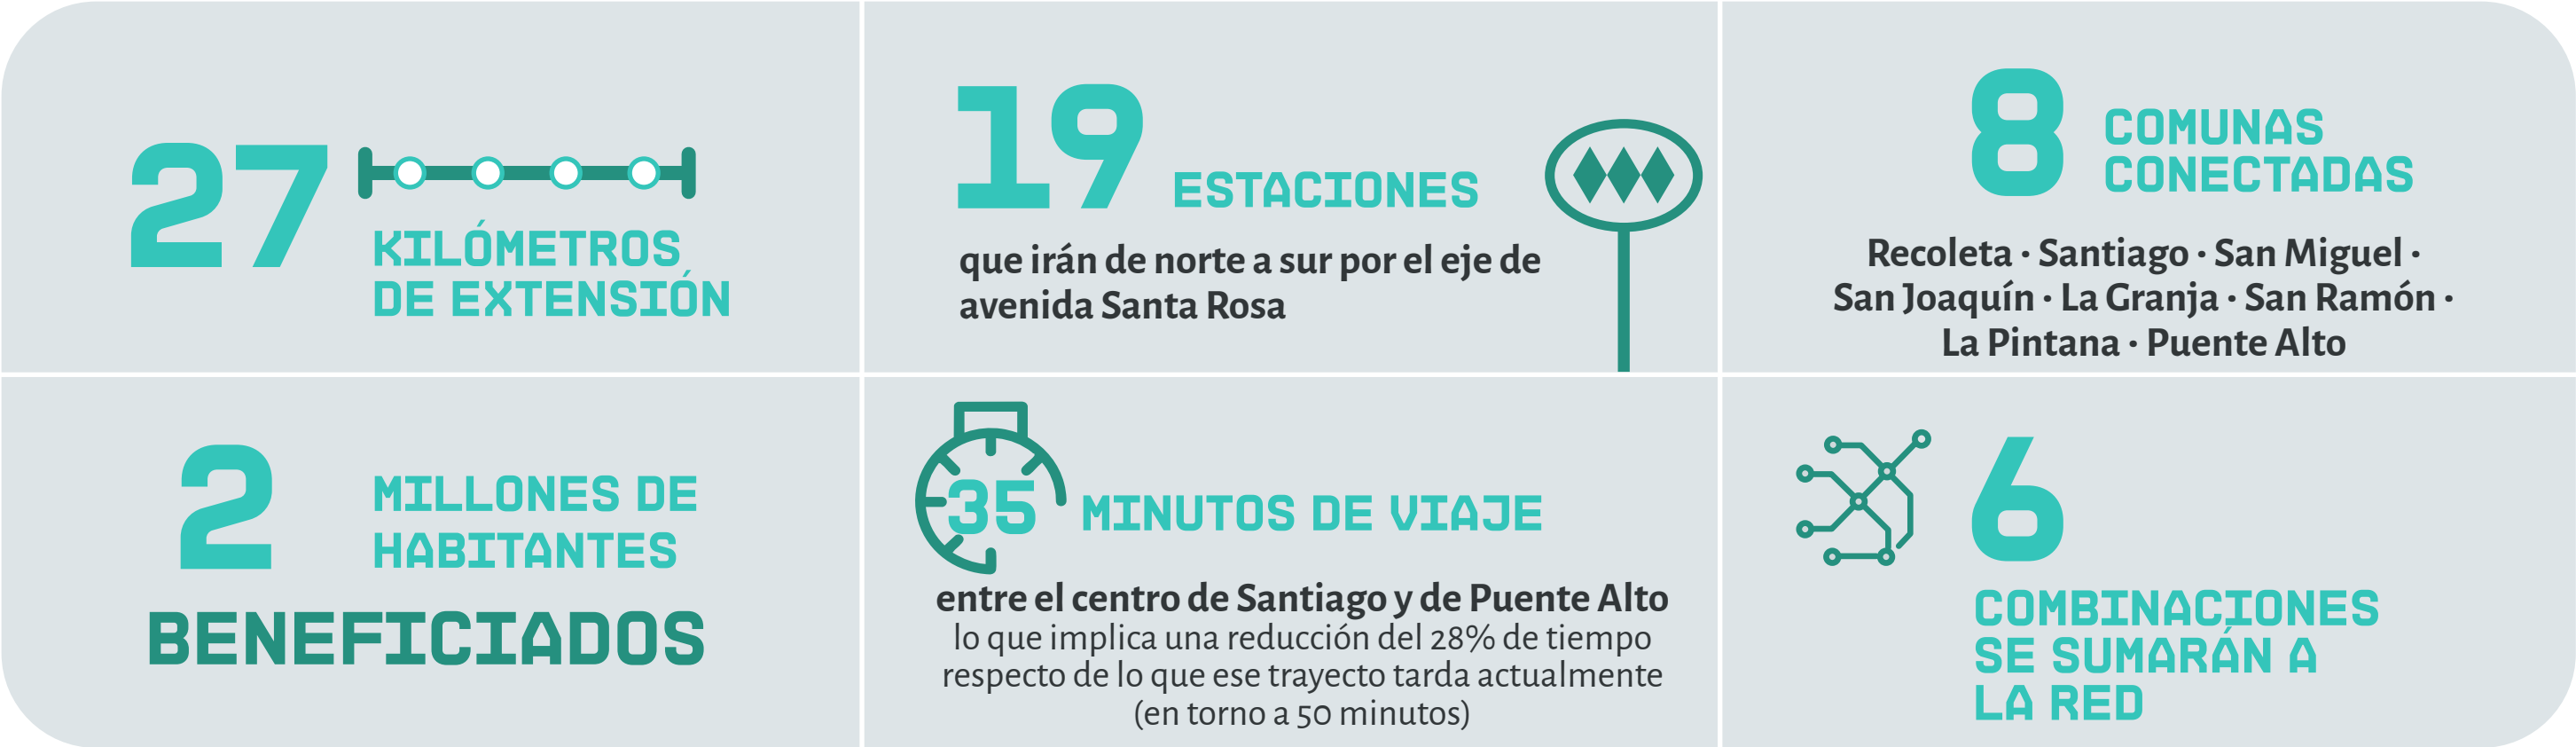 27
KILÓMETROS
DE EXTENSIÓN
19 ESTACIONES
que irán de norte a sur por el eje de
avenida Santa Rosa
8
COMUNAS
CONECTADAS
Recoleta · Santiago · San Miguel ·
San Joaquín · La Granja · San Ramón ·
La Pintana · Puente Alto
2
MILLONES DE
HABITANTES
BENEFICIADOS
35 MINUTOS DE VIAJE
entre el centro de Santiago y de Puente Alto
lo que implica una reducción del 28% de tiempo
respecto de lo que ese trayecto tarda actualmente
(en torno a 50 minutos)
6
COMBINACIONES
SE SUMARÁN A
LA RED